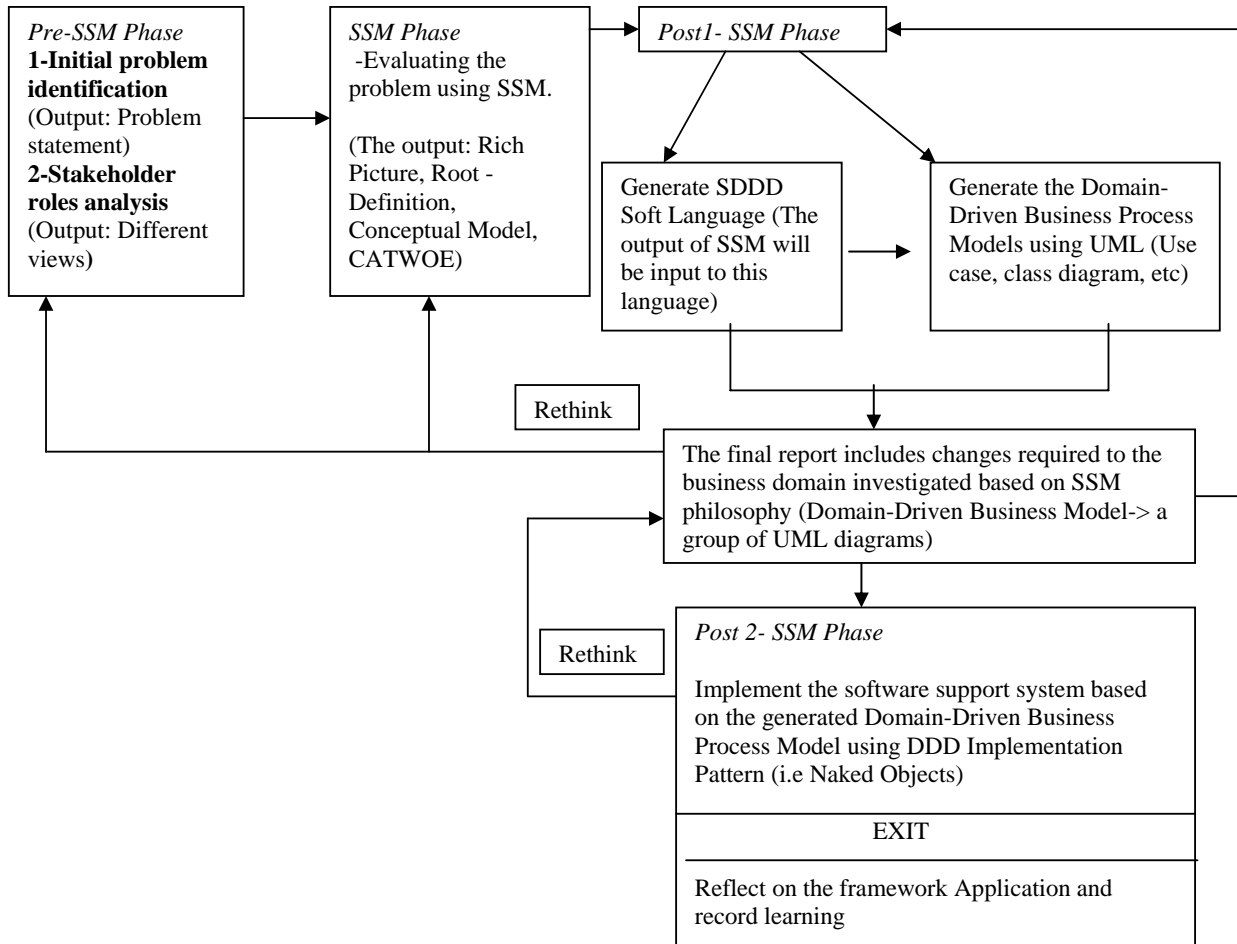 Pre-SSM Phase
1-Initial problem
identification
(Output: Problem
statement)
2-Stakeholder
roles analysis
(Output: Different
views)
SSM Phase
-Evaluating the
problem using SSM.
(The output: Rich
Picture, Root -
Definition,
Conceptual Model,
CATWOE)
Post1- SSM Phase
Generate SDDD
Soft Language (The
output of SSM will
be input to this
language)
Generate the Domain-
Driven Business Process
Models using UML (Use
case, class diagram, etc)
Rethink
The final report includes changes required to the
business domain investigated based on SSM
philosophy (Domain-Driven Business Model-> a
group of UML diagrams)
Rethink
Post 2- SSM Phase
Implement the software support system based
on the generated Domain-Driven Business
Process Model using DDD Implementation
Pattern (i.e Naked Objects)
EXIT
Reflect on the framework Application and
record learning